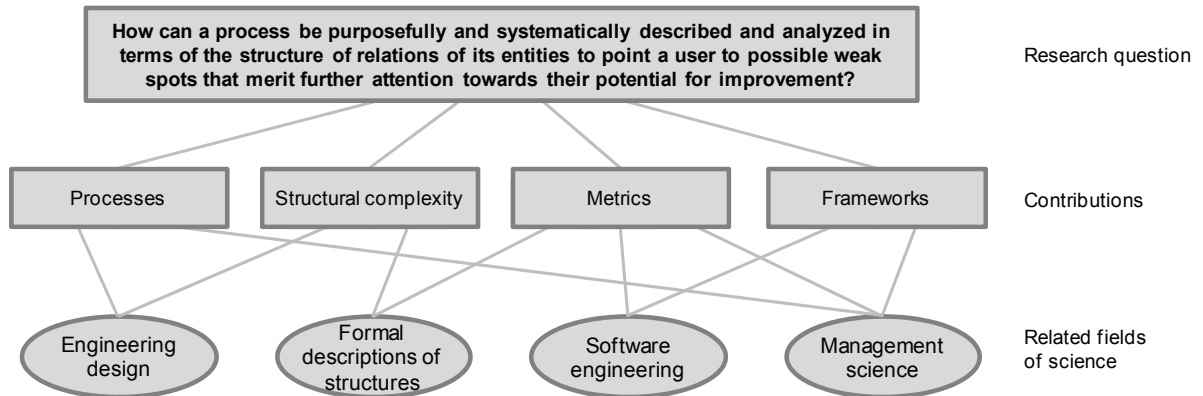 How can a process be purposefully and systematically described and analyzed in
terms of the structure of relations of its entities to point a user to possible weak
spots that merit further attention towards their potential for improvement?
Research question
Processes
Structural complexity
Metrics
Frameworks
Contributions
Engineering
design
Formal
descriptions of
structures
Software
engineering
Management
science
Related fields
of science